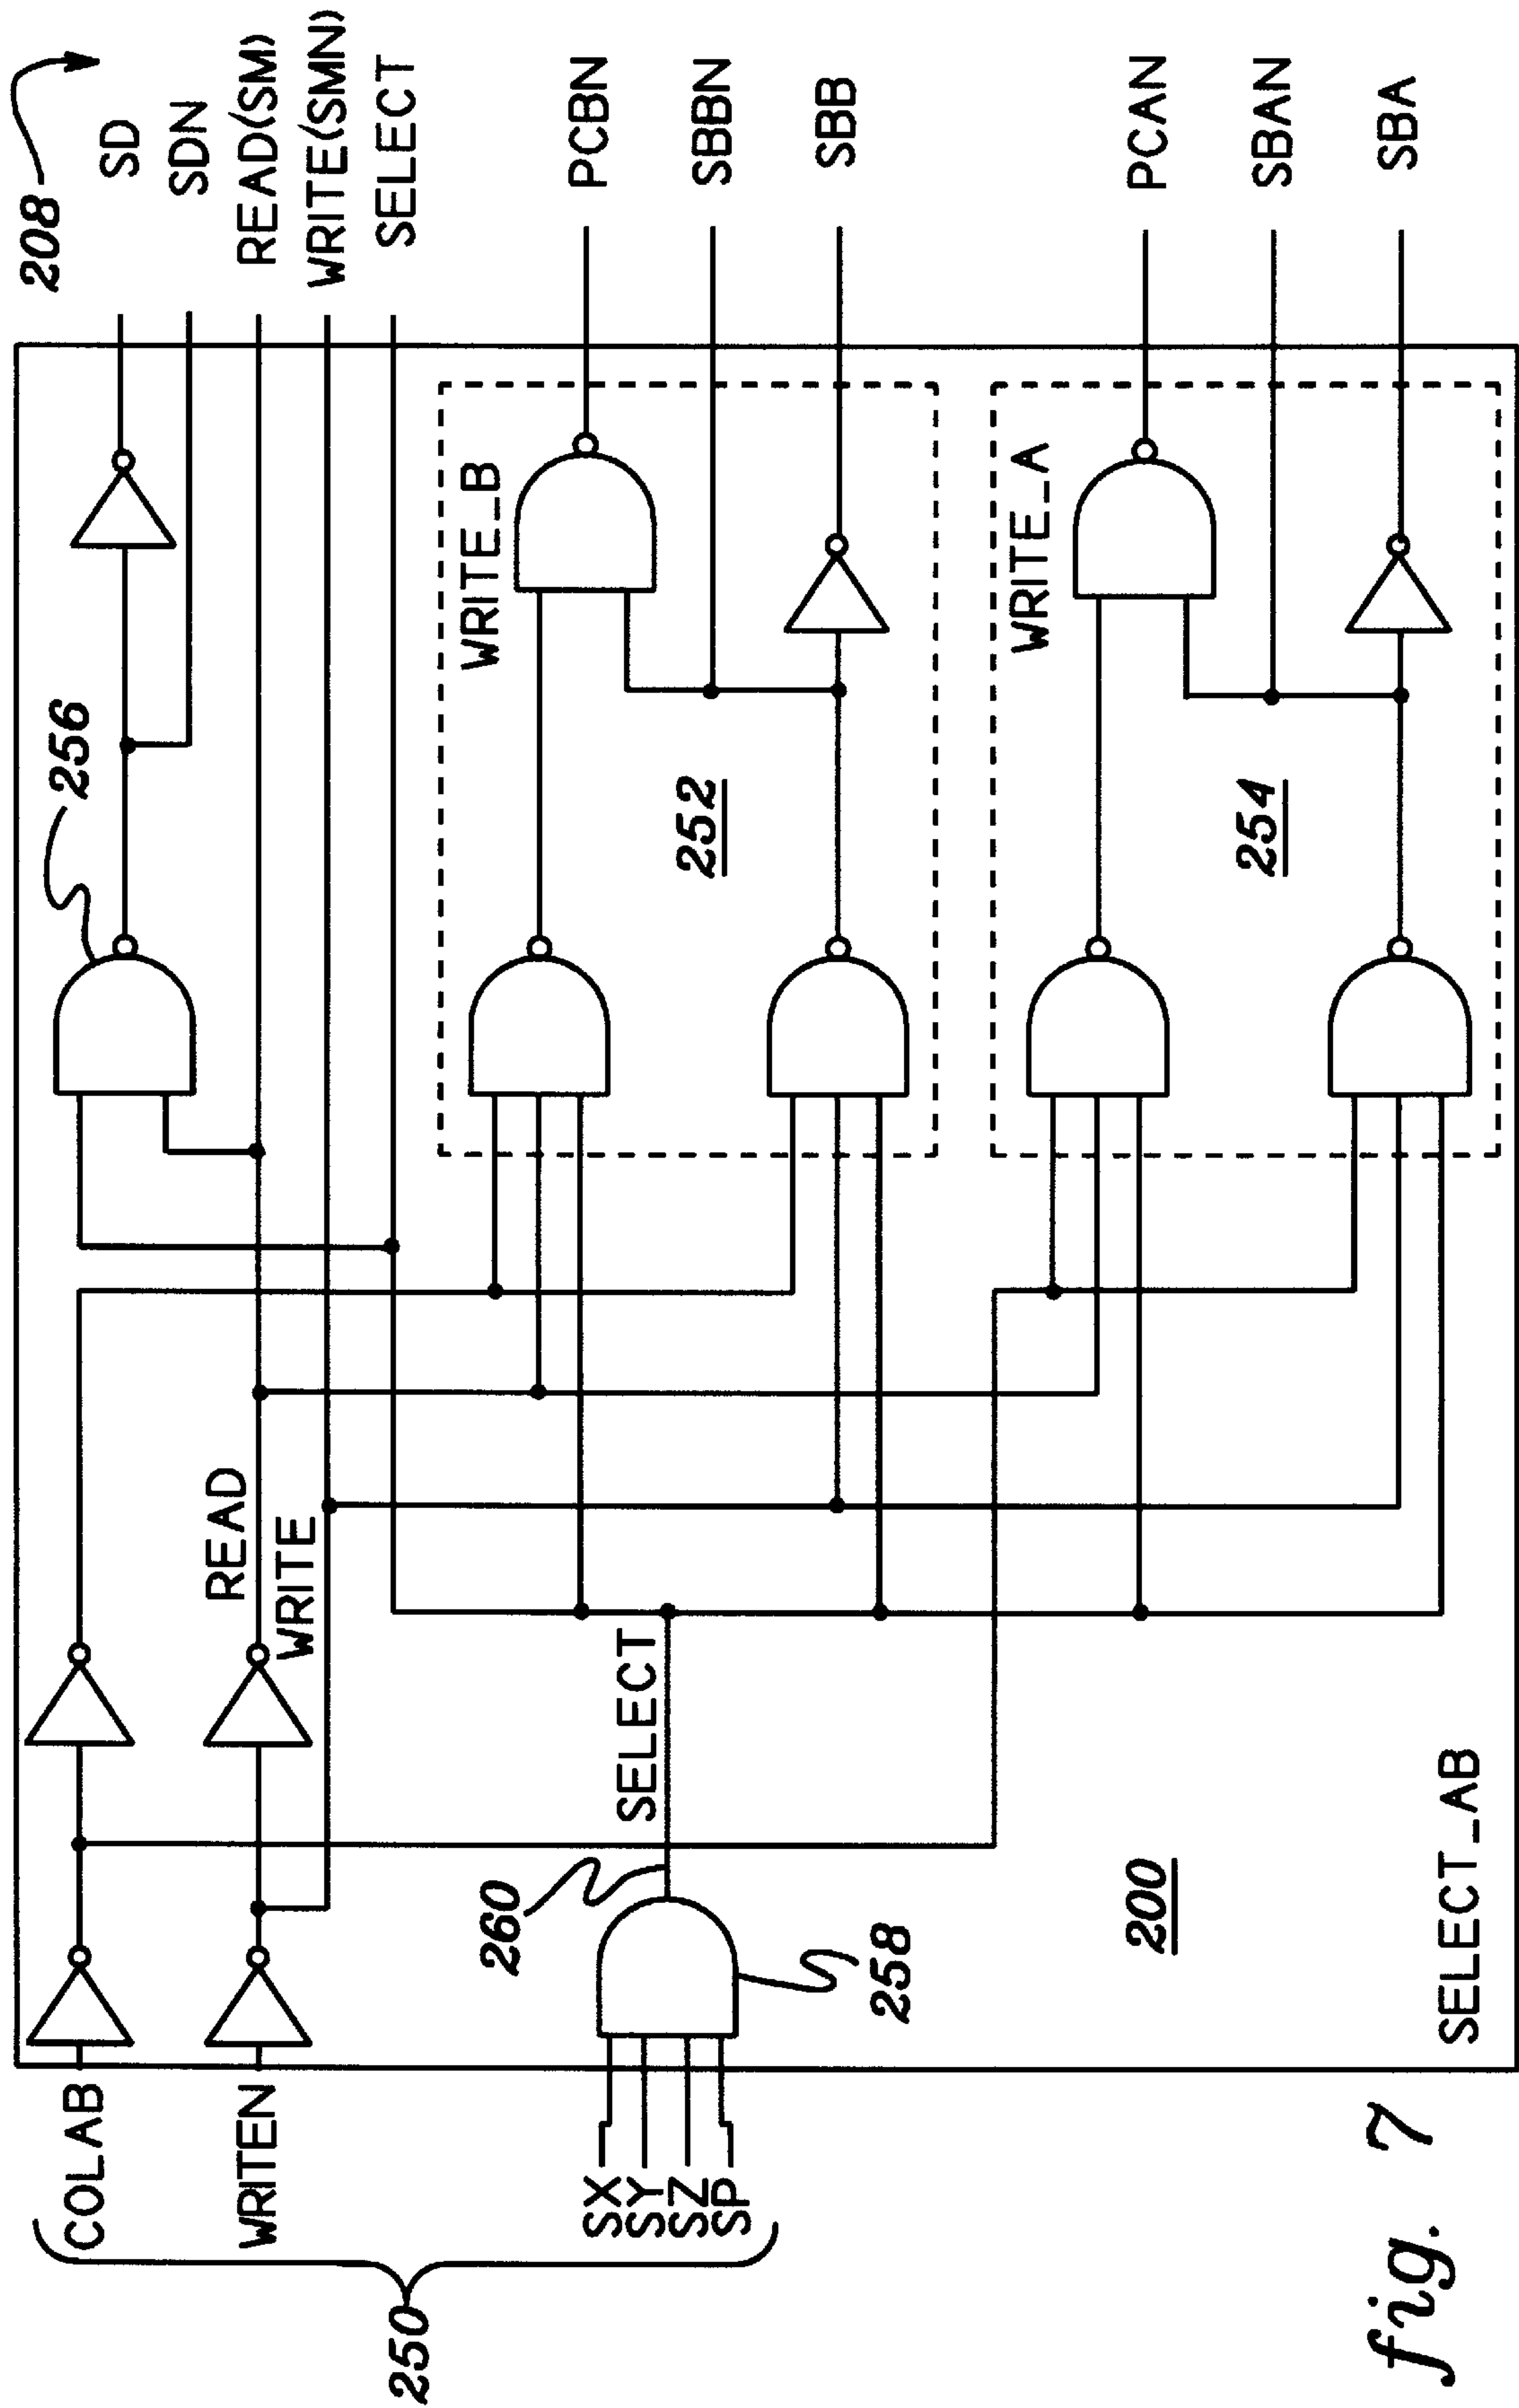 208
SD
SDN
READ(SM)
WRITE(SMN)
SELECT
PCBN
SBBN
SBB
PCAN
SBAN
SBA
256
WRITE_B
252
WRITE_A
254
READ
WRITE
SELECT
260
258
200
SELECT_AB
COLAB
WRITEN
SX
SY
SZ
SP
250
fig. 7